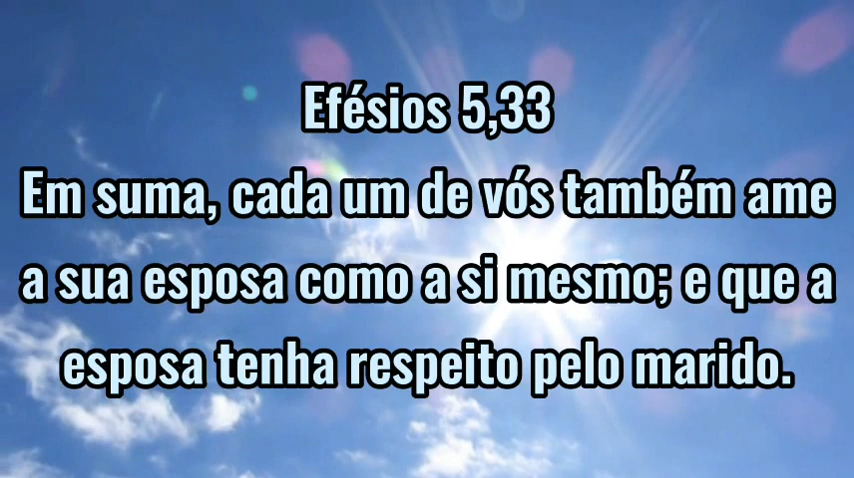 Efésios 5,33
Em suma, cada um de vós também ame
a sua esposa como a si mesmo; e que a
esposa tenha respeito pelo marido.